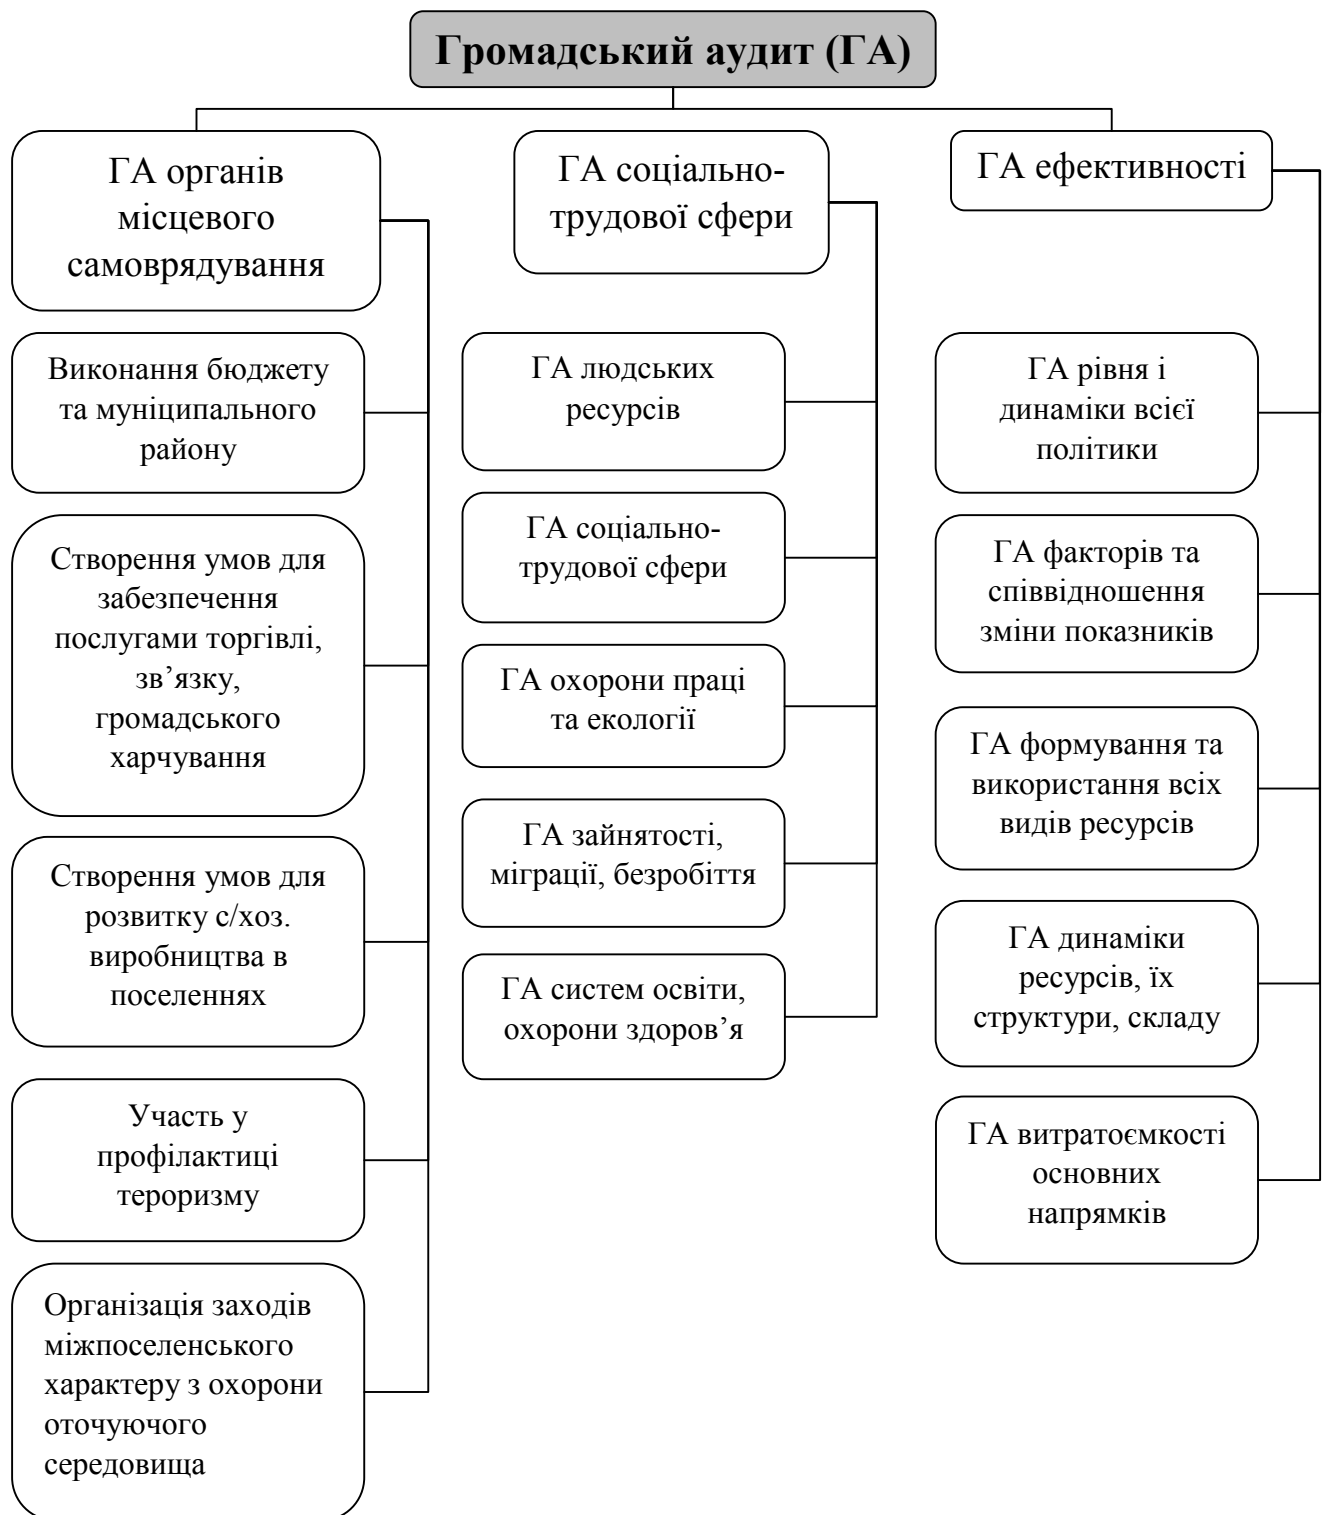 Громадський аудит (ГА)
ГА органів
місцевого
самоврядування
Виконання бюджету
та муніципального
району
Створення умов для
забезпечення
послугами торгівлі,
зв’язку,
громадського
харчування
Створення умов для
розвитку с/хоз.
виробництва в
поселеннях
Участь у
профілактиці
тероризму
Організація заходів
міжпоселенського
характеру з охорони
оточуючого
середовища
ГА соціально-
трудової сфери
ГА людських
ресурсів
ГА соціально-
трудової сфери
ГА охорони праці
та екології
ГА зайнятості,
міграції, безробіття
ГА систем освіти,
охорони здоров’я
ГА ефективності
ГА рівня і
динаміки всієї
політики
ГА факторів та
співвідношення
зміни показників
ГА формування та
використання всіх
видів ресурсів
ГА динаміки
ресурсів, їх
структури, складу
ГА витратоємкості
основних
напрямків